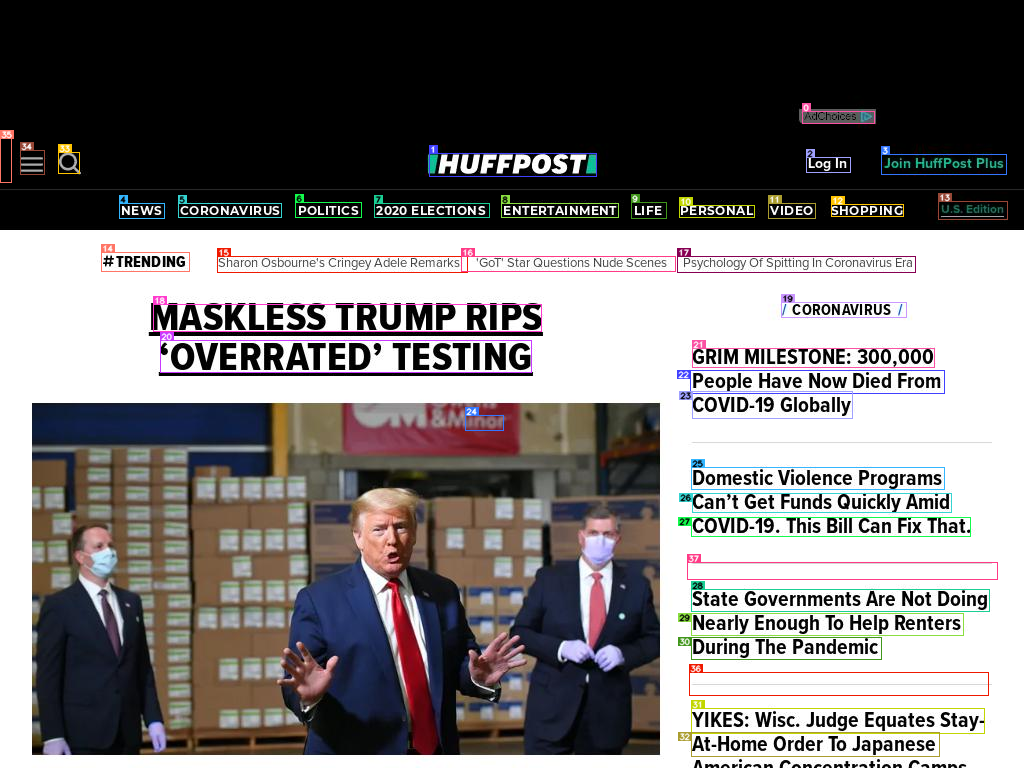 AdChoices
HUFFPOST
Log In
Join HuffPost Plus
NEWS
CORONAVIRUS
POLITICS
2020 ELECTIONS
ENTERTAINMENT
LIFE
PERSONAL
VIDEO
SHOPPING
U.S. Edition
#TRENDING
Sharon Osbourne's Cringey Adele Remarks
'GoT' Star Questions Nude Scenes
Psychology Of Spitting In Coronavirus Era
MASKLESS TRUMP RIPS
‘OVERRATED’ TESTING
Owens
&Minor
/ CORONAVIRUS /
GRIM MILESTONE: 300,000
People Have Now Died From
COVID-19 Globally
Domestic Violence Programs
Can’t Get Funds Quickly Amid
COVID-19. This Bill Can Fix That.
State Governments Are Not Doing
Nearly Enough To Help Renters
During The Pandemic
YIKES: Wisc. Judge Equates Stay-
At-Home Order To Japanese
American Concentration Camps
0
1
2
3
4
5
6
7
8
9
10
11
12
13
14
15
16
17
18
19
20
21
22
23
24
25
26
27
28
29
30
31
32
33
34
35
36
37